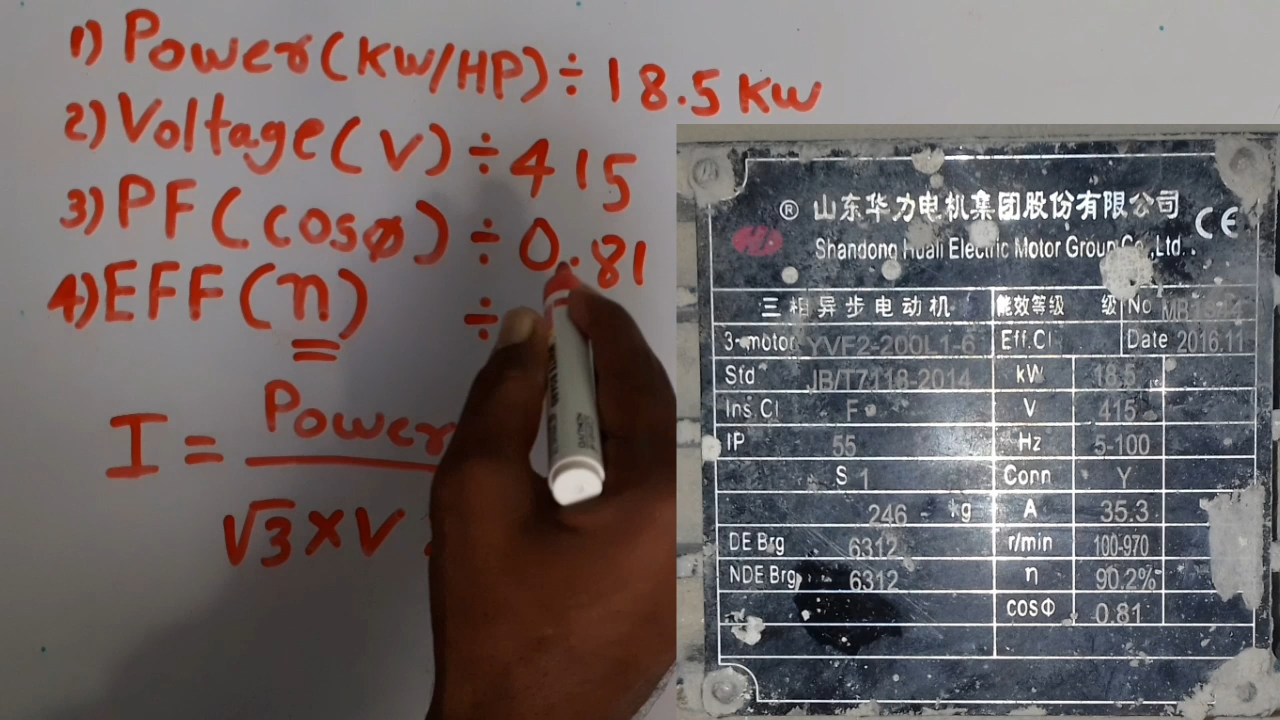 1) Power(KW/HP) ÷ 18.5 KW
2) Voltage(V) ÷ 415
3) PF(cosφ) ÷ 0.81
4) EFF(η) ÷
I = Power
√3 × V
® 山东华力电机集团股份有限公司 CE
Shandong Huali Electric Motor Group Co.,Ltd.
三相异步电动机 能效等级 级 No
3-motor YVF2-200L1-6 Eff.Cl Date 2016.11
Std JB/T7118-2014 kW 18.5
Ins.Cl F V 415
IP 55 Hz 5-100
S 1 Conn Y
246 kg A 35.3
DE Brg 6312 r/min 100-970
NDE Brg 6312 η 90.2%
cosΦ 0.81